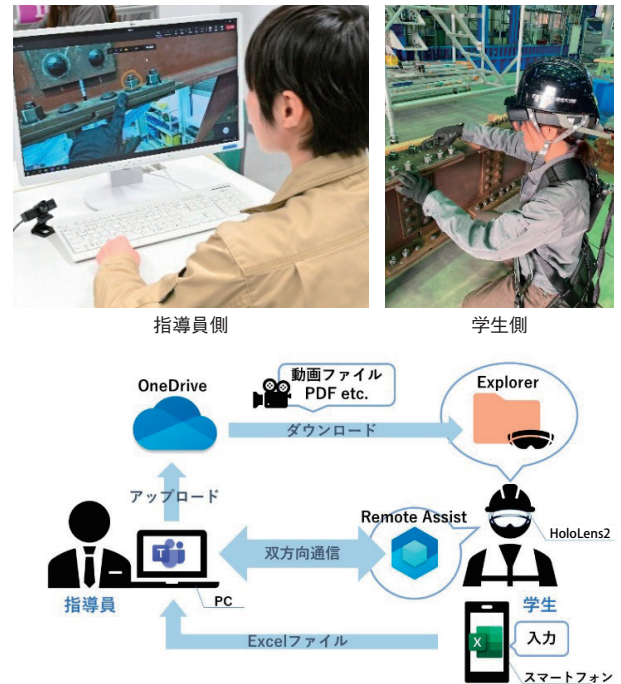 指導員側
学生側
OneDrive
動画ファイル
PDF etc.
Explorer
ダウンロード
アップロード
Remote Assist
HoloLens2
双方向通信
指導員
PC
学生
Excelファイル
入力
スマートフォン